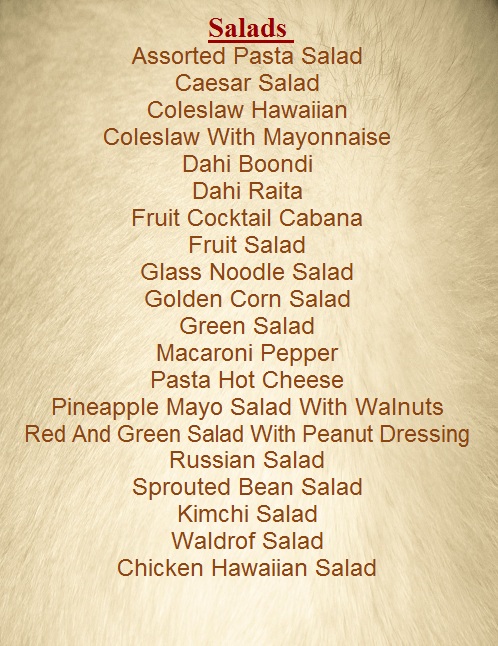 Salads
Assorted Pasta Salad
Caesar Salad
Coleslaw Hawaiian
Coleslaw With Mayonnaise
Dahi Boondi
Dahi Raita
Fruit Cocktail Cabana
Fruit Salad
Glass Noodle Salad
Golden Corn Salad
Green Salad
Macaroni Pepper
Pasta Hot Cheese
Pineapple Mayo Salad With Walnuts
Red And Green Salad With Peanut Dressing
Russian Salad
Sprouted Bean Salad
Kimchi Salad
Waldrof Salad
Chicken Hawaiian Salad